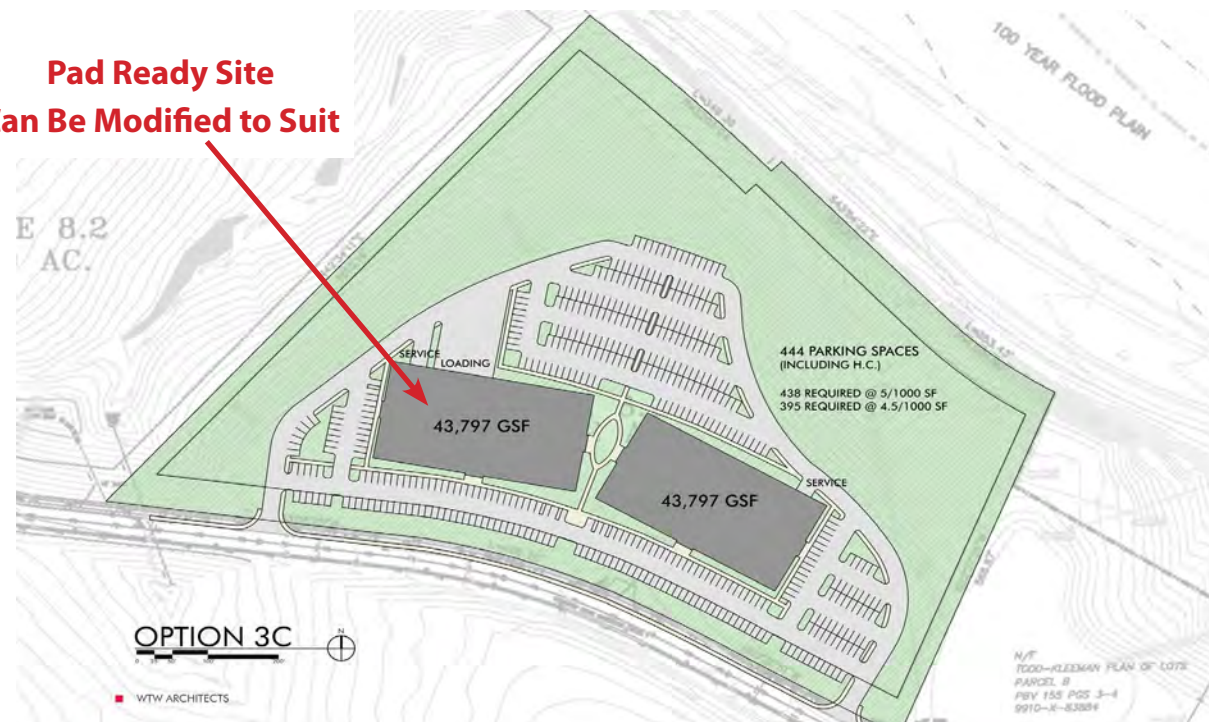 Pad Ready Site
Can Be Modified to Suit
100 YEAR FLOOD PLAIN
E 8.2
AC.
444 PARKING SPACES
(INCLUDING H.C.)
438 REQUIRED @ 5/1000 SF
395 REQUIRED @ 4.5/1000 SF
SERVICE
LOADING
43,797 GSF
43,797 GSF
SERVICE
OPTION 3C
N
WTW ARCHITECTS
N/F
TODD-KLEEMAN PLAN OF LOTS
PARCEL B
PBV 155 PGS 3-4